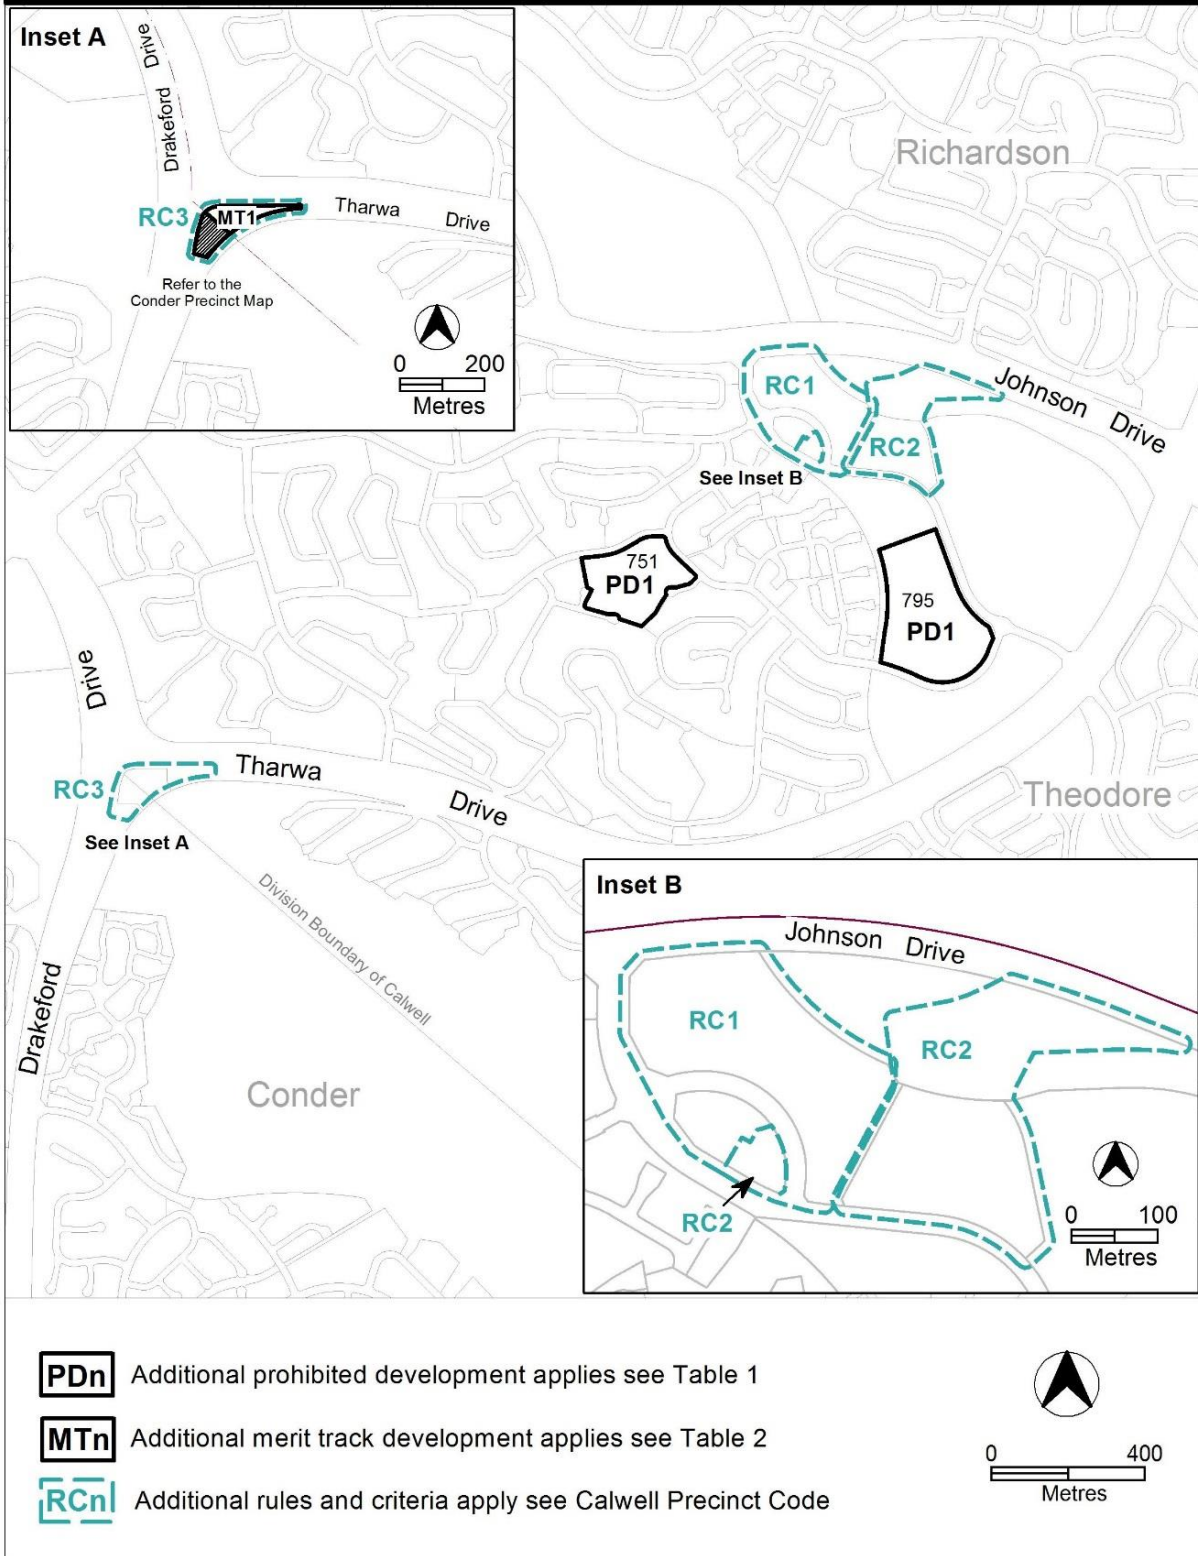 Inset A
Drakeford Drive
RC3
MT1
Tharwa Drive
Refer to the
Conder Precinct Map
0 200
Metres
Richardson
RC1
RC2
Johnson Drive
See Inset B
751
PD1
795
PD1
Drive
RC3
See Inset A
Tharwa Drive
Theodore
Division Boundary of Calwell
Drakeford
Conder
Inset B
Johnson Drive
RC1
RC2
RC2
0 100
Metres
PDn Additional prohibited development applies see Table 1
MTn Additional merit track development applies see Table 2
RCn Additional rules and criteria apply see Calwell Precinct Code
0 400
Metres